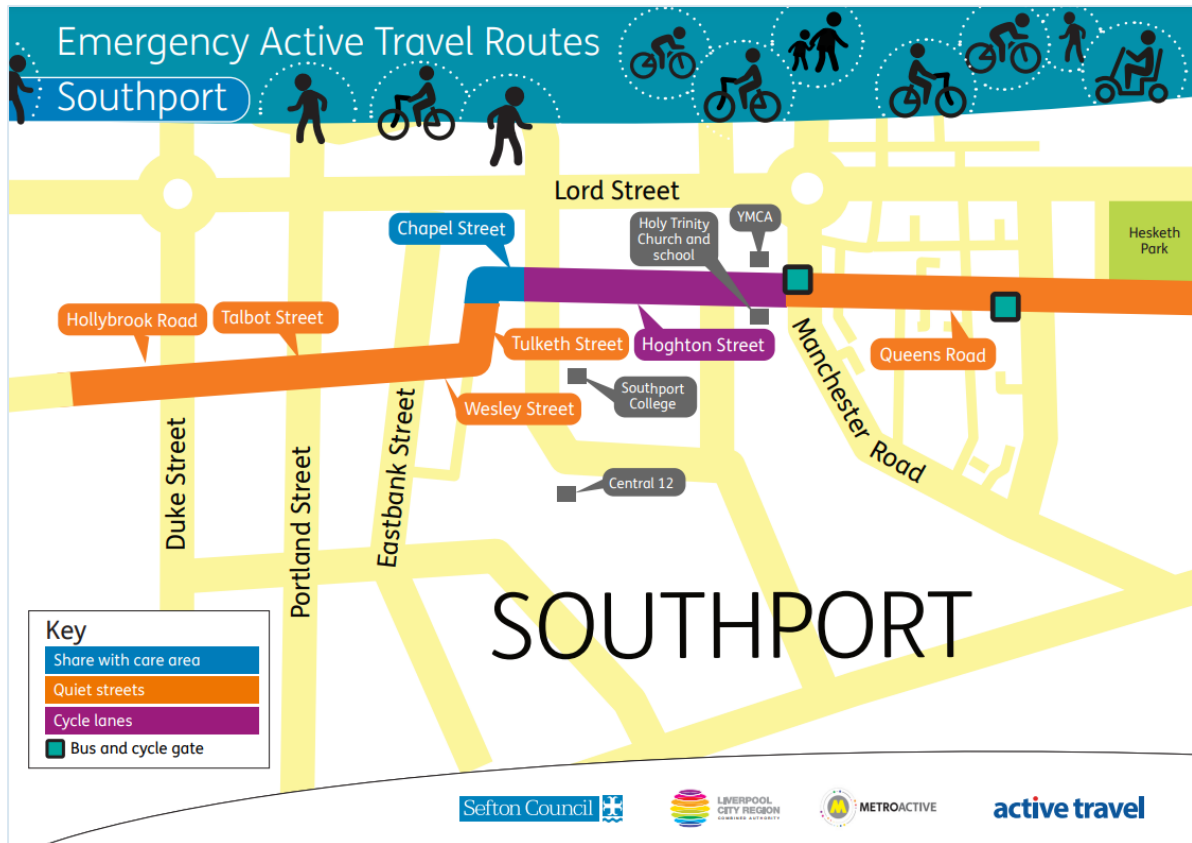 Emergency Active Travel Routes
Southport
Lord Street
Chapel Street
Holy Trinity
Church and
school
YMCA
Hesketh
Park
Hollybrook Road
Talbot Street
Tulketh Street
Hoghton Street
Queens Road
Wesley Street
Southport
College
Central 12
Duke Street
Portland Street
Eastbank Street
Manchester Road
SOUTHPORT
Key
Share with care area
Quiet streets
Cycle lanes
Bus and cycle gate
Sefton Council
LIVERPOOL
CITY REGION
COMBINED AUTHORITY
M
METROACTIVE
active travel